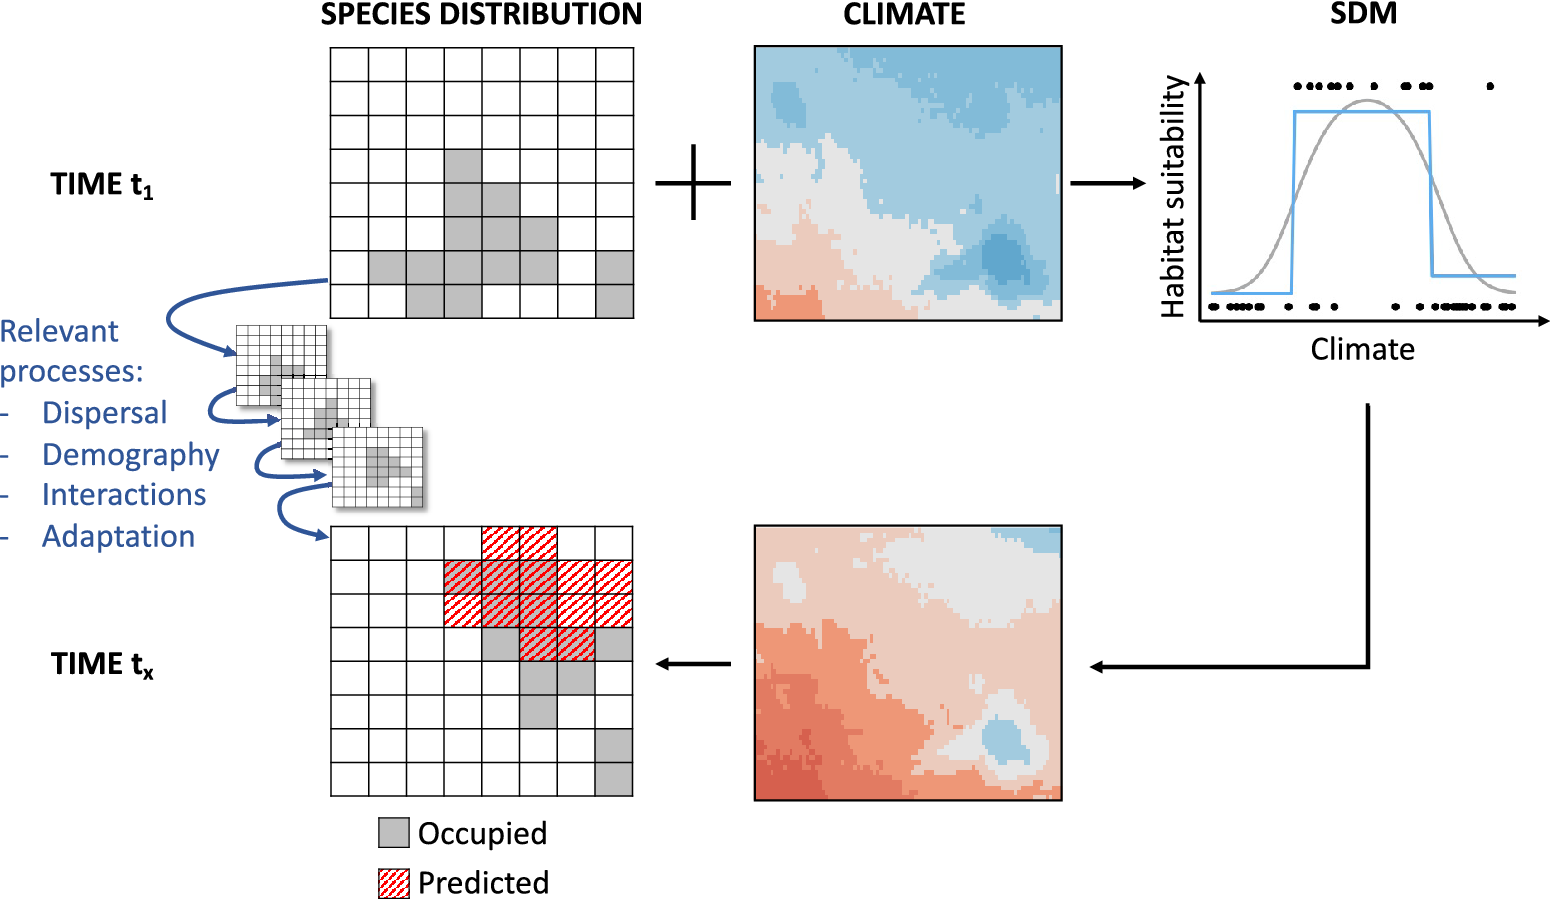 SPECIES DISTRIBUTION
CLIMATE
SDM
TIME t1
Habitat suitability
Climate
Relevant
processes:
- Dispersal
- Demography
- Interactions
- Adaptation
TIME tx
Occupied
Predicted